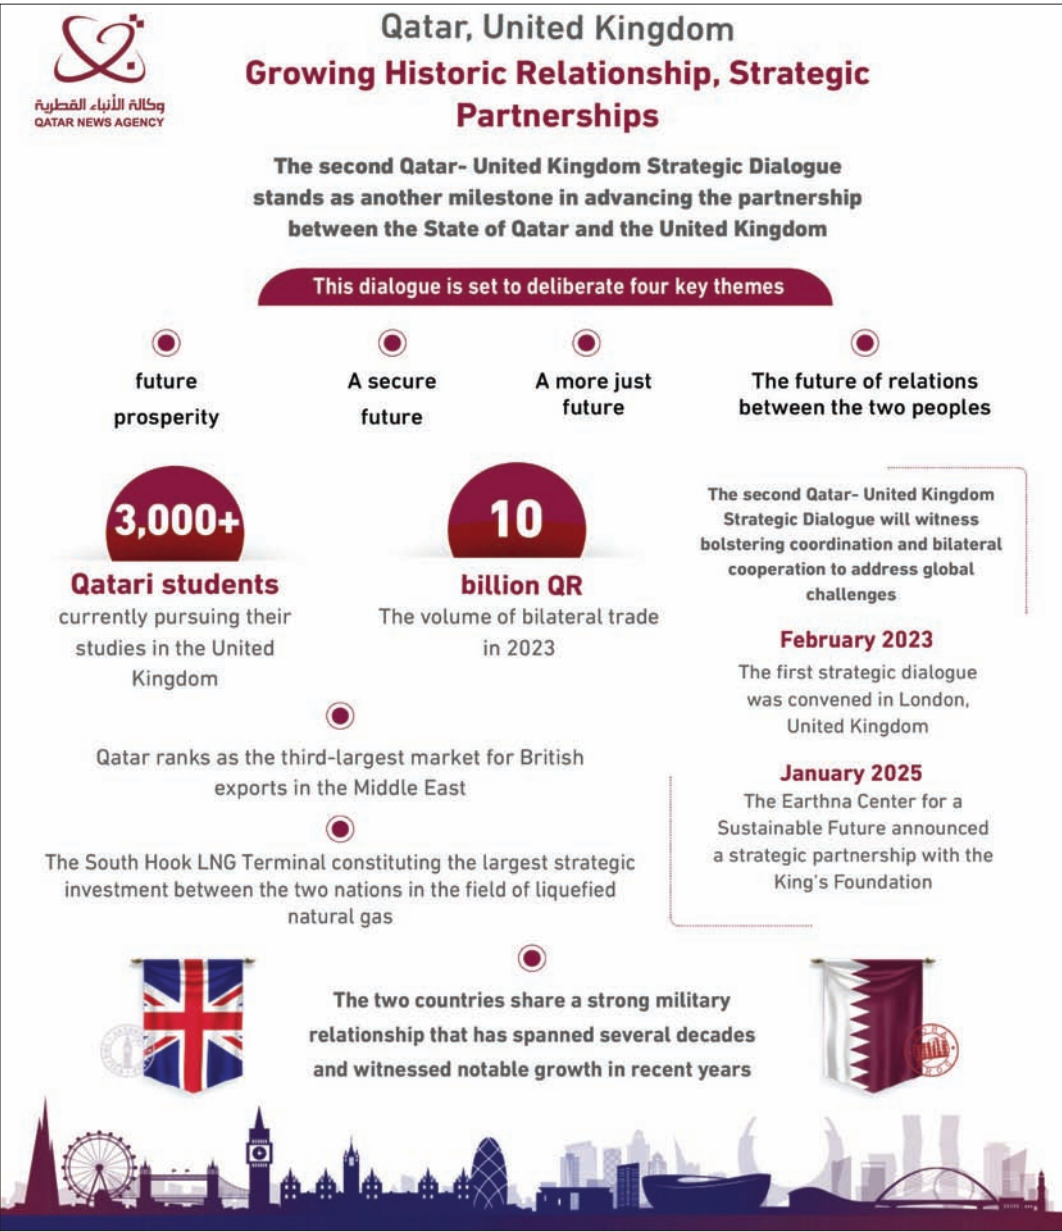 وكالة الأنباء القطرية
QATAR NEWS AGENCY
Qatar, United Kingdom
Growing Historic Relationship, Strategic
Partnerships
The second Qatar- United Kingdom Strategic Dialogue
stands as another milestone in advancing the partnership
between the State of Qatar and the United Kingdom
This dialogue is set to deliberate four key themes
future
prosperity
A secure
future
A more just
future
The future of relations
between the two peoples
3,000+
Qatari students
currently pursuing their
studies in the United
Kingdom
10
billion QR
The volume of bilateral trade
in 2023
Qatar ranks as the third-largest market for British
exports in the Middle East
The South Hook LNG Terminal constituting the largest strategic
investment between the two nations in the field of liquefied
natural gas
The second Qatar- United Kingdom
Strategic Dialogue will witness
bolstering coordination and bilateral
cooperation to address global
challenges
February 2023
The first strategic dialogue
was convened in London,
United Kingdom
January 2025
The Earthna Center for a
Sustainable Future announced
a strategic partnership with the
King's Foundation
The two countries share a strong military
relationship that has spanned several decades
and witnessed notable growth in recent years